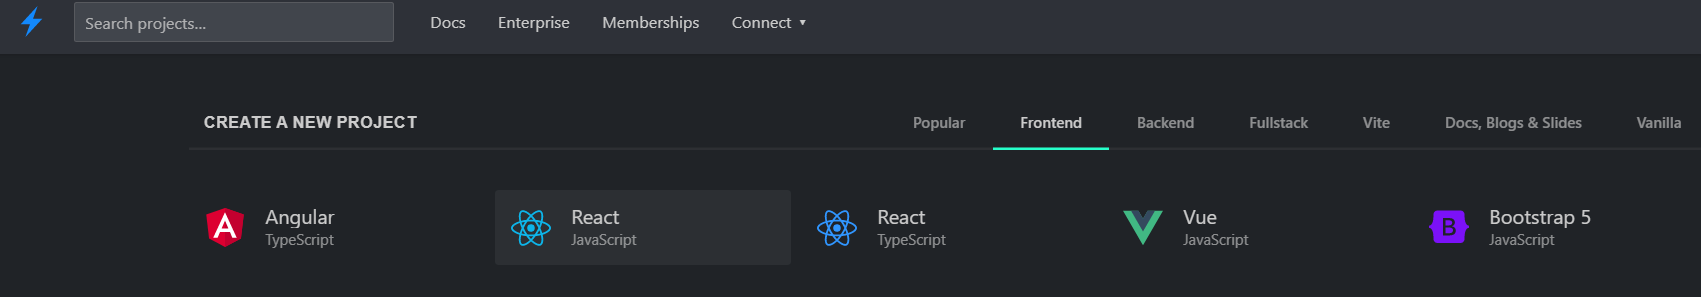 Search projects...
Docs
Enterprise
Memberships
Connect ▼
CREATE A NEW PROJECT
Popular
Frontend
Backend
Fullstack
Vite
Docs, Blogs & Slides
Vanilla
Angular
TypeScript
React
JavaScript
React
TypeScript
Vue
JavaScript
B
Bootstrap 5
JavaScript